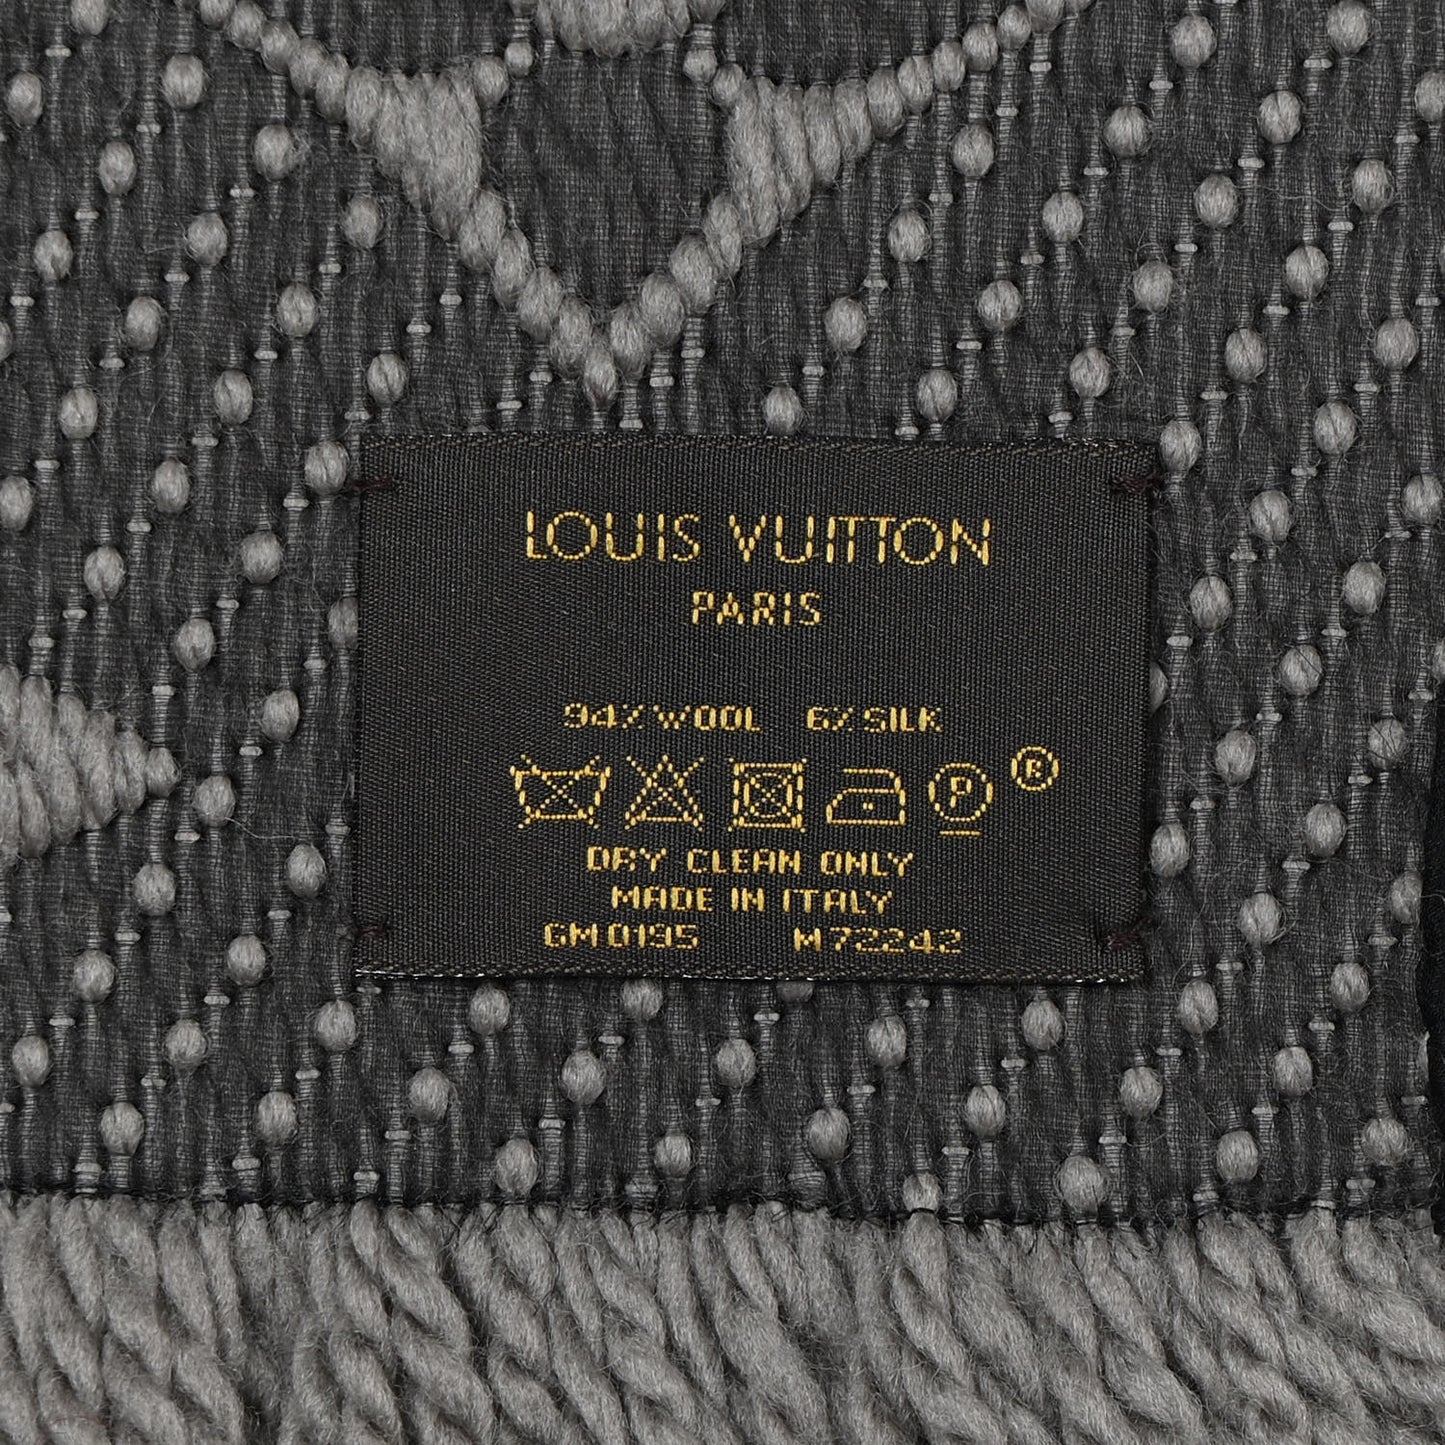 LOUIS VUITTON
PARIS
94% WOOL 6% SILK
P ®
DRY CLEAN ONLY
MADE IN ITALY
GM0195 M72242